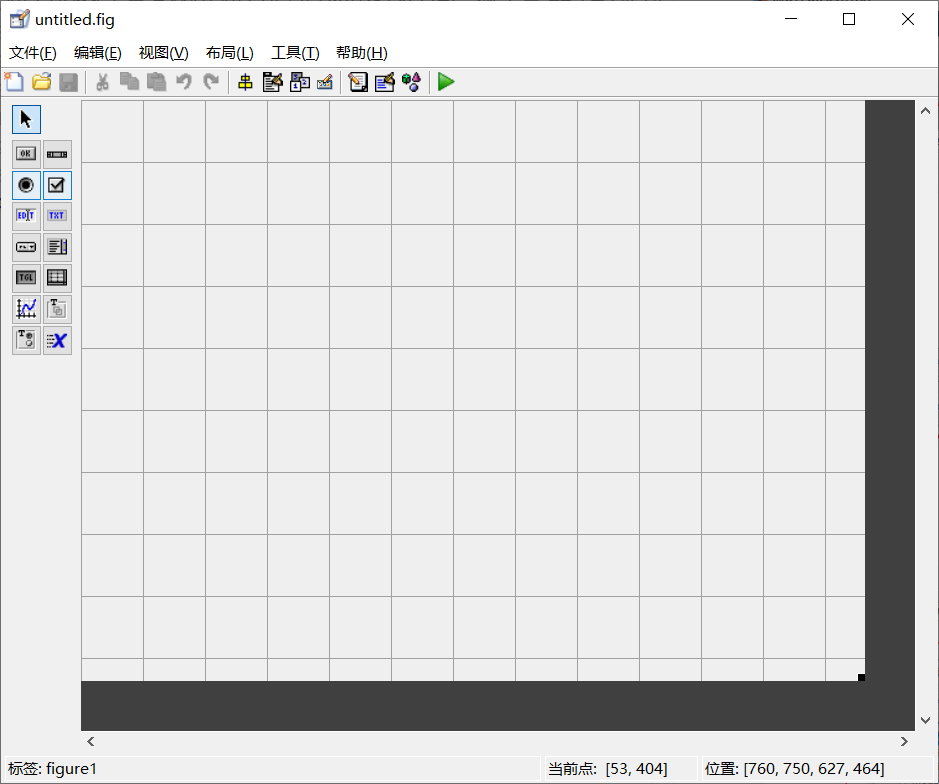 untitled.fig
文件(F) 编辑(E) 视图(V) 布局(L) 工具(T) 帮助(H)
OK
EDIT TXT
TGL
T
T X
标签: figure1 当前点: [53, 404] 位置: [760, 750, 627, 464]